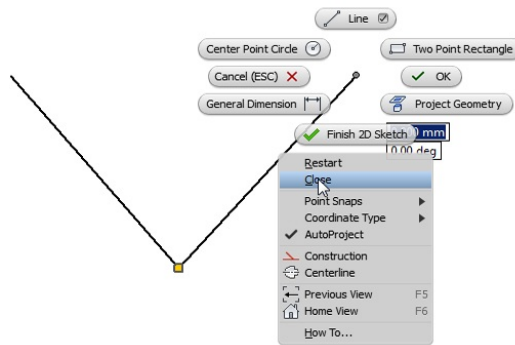 Line
Center Point Circle
Two Point Rectangle
Cancel (ESC)
OK
General Dimension
Project Geometry
Finish 2D Sketch
mm
0.00 deg
Restart
Close
Point Snaps
Coordinate Type
AutoProject
Construction
Centerline
Previous View F5
Home View F6
How To...